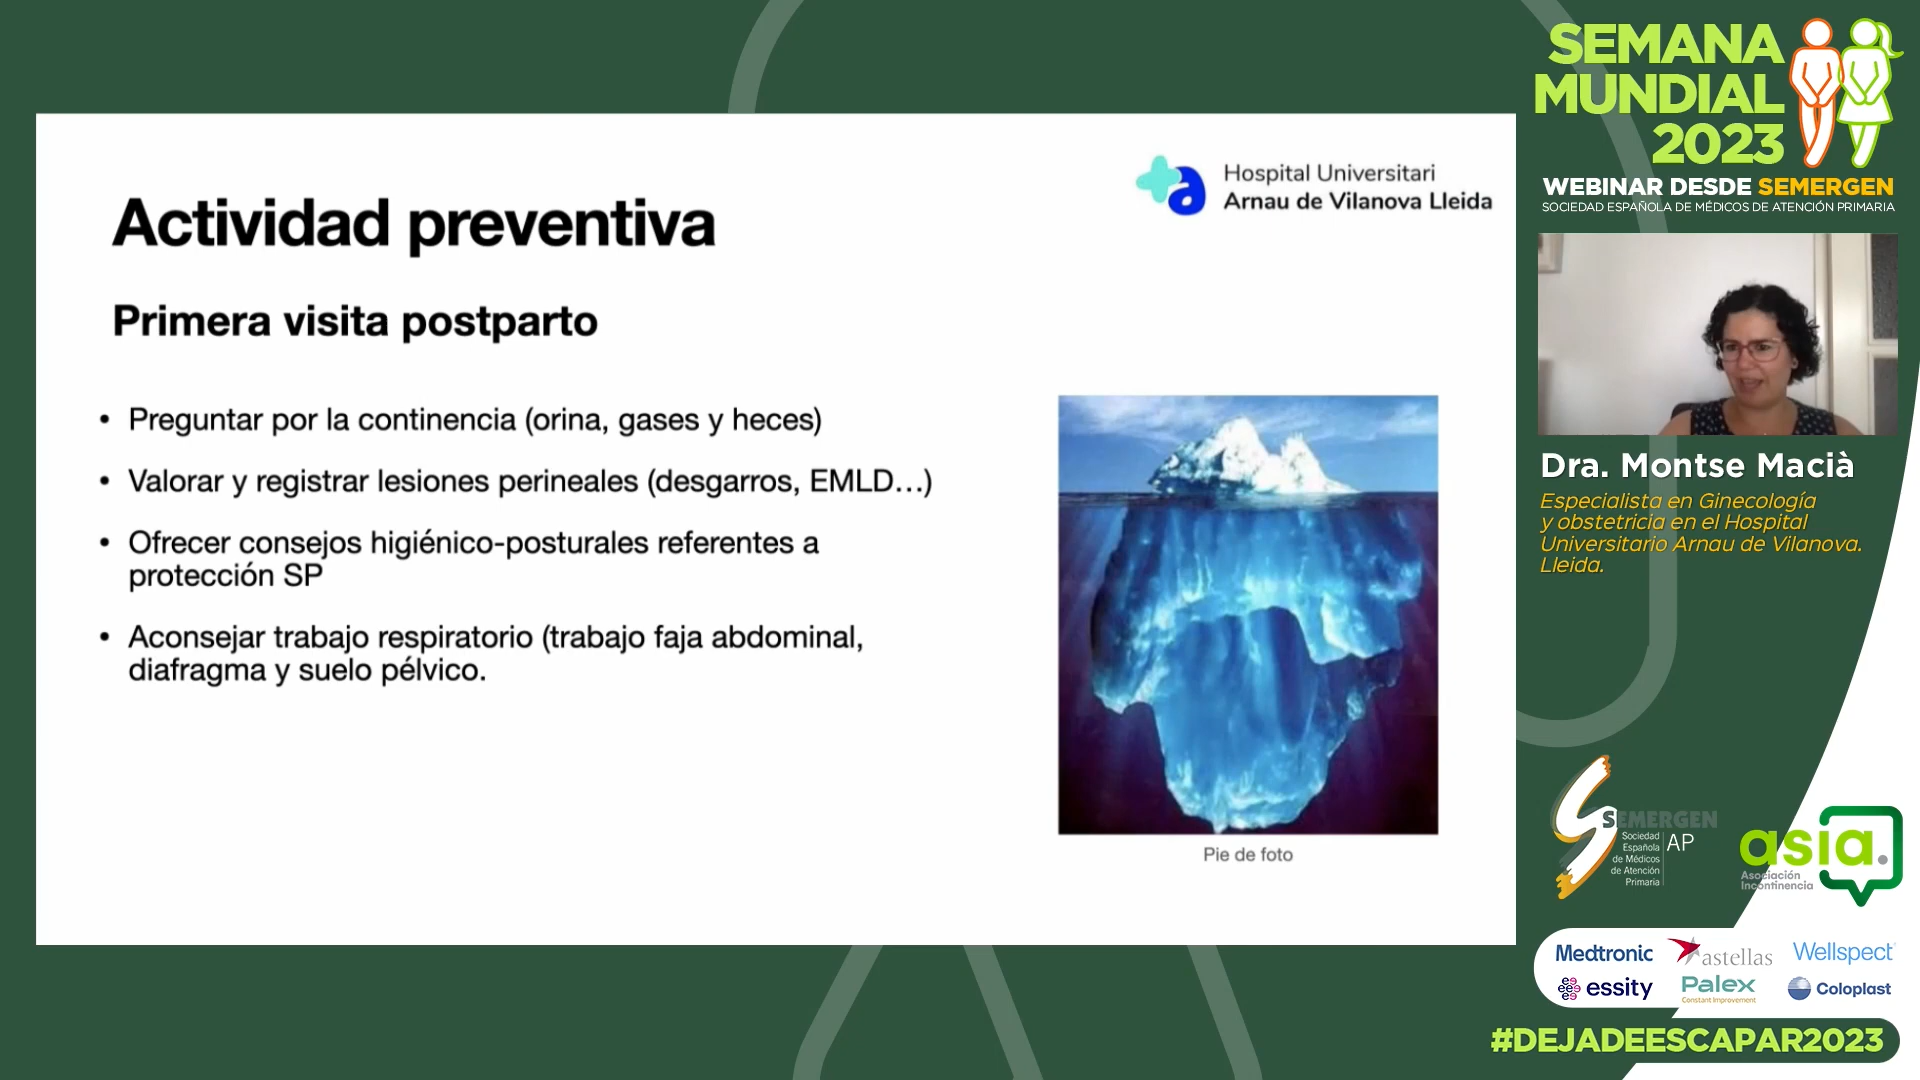 Actividad preventiva
Primera visita postparto
• Preguntar por la continencia (orina, gases y heces)
• Valorar y registrar lesiones perineales (desgarros, EMLD…)
• Ofrecer consejos higiénico-posturales referentes a
protección SP
• Aconsejar trabajo respiratorio (trabajo faja abdominal,
diafragma y suelo pélvico.
Hospital Universitari
Arnau de Vilanova Lleida
Pie de foto
SEMANA
MUNDIAL
2023
WEBINAR DESDE SEMERGEN
SOCIEDAD ESPAÑOLA DE MÉDICOS DE ATENCIÓN PRIMARIA
Dra. Montse Macià
Especialista en Ginecología
y obstetricia en el Hospital
Universitario Arnau de Vilanova.
Lleida.
SEMERGEN
Sociedad
Española
de Médicos
de Atención
Primaria
AP
asia.
Asociación
Incontinencia
Medtronic
astellas
Wellspect
essity
Palex
Constant Improvement
Coloplast
#DEJADEESCAPAR2023